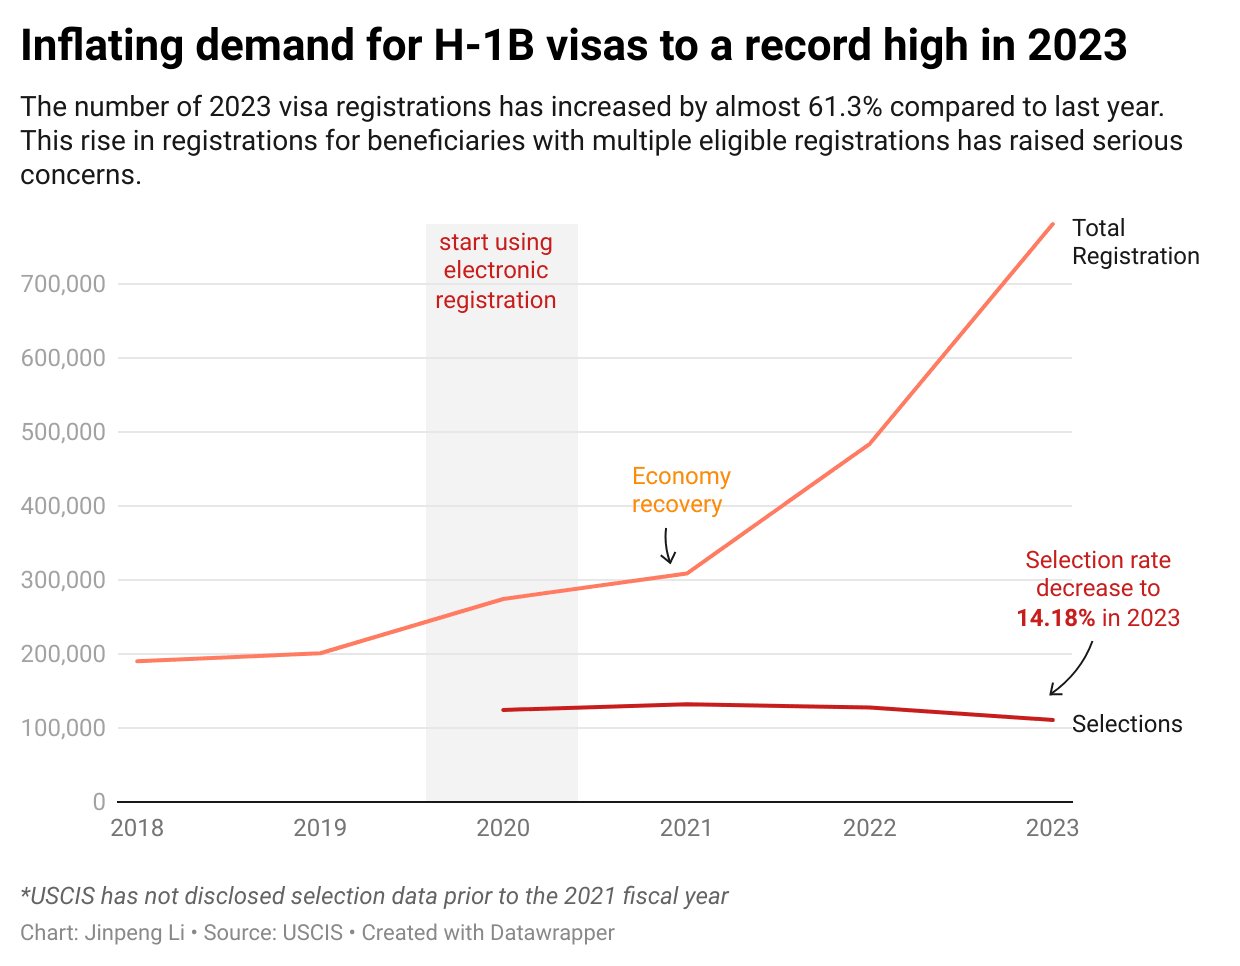 Inflating demand for H-1B visas to a record high in 2023
The number of 2023 visa registrations has increased by almost 61.3% compared to last year.
This rise in registrations for beneficiaries with multiple eligible registrations has raised serious
concerns.
Total
Registration
start using
electronic
registration
700,000
600,000
500,000
Economy
recovery
400,000
300,000
Selection rate
decrease to
14.18% in 2023
200,000
100,000
Selections
0
2018
2019
2020
2021
2022
2023
*USCIS has not disclosed selection data prior to the 2021 fiscal year
Chart: Jinpeng Li • Source: USCIS • Created with Datawrapper